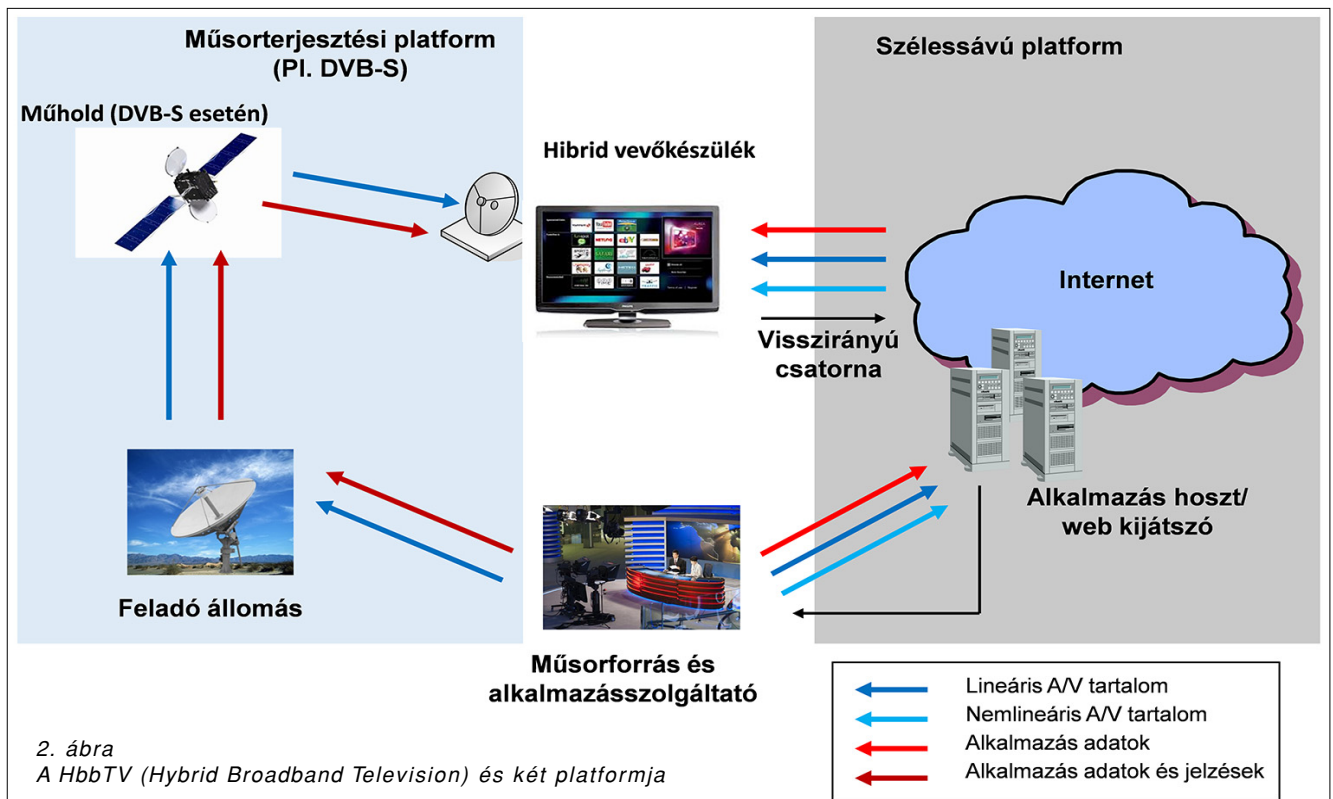 Műsorterjesztési platform
(Pl. DVB-S)
Szélessávú platform
Műhold (DVB-S esetén)
Hibrid vevőkészülék
Internet
Visszirányú
csatorna
Alkalmazás hoszt/
web kijátszó
Feladó állomás
Műsorforrás és
alkalmazásszolgáltató
Lineáris A/V tartalom
Nemlineáris A/V tartalom
Alkalmazás adatok
Alkalmazás adatok és jelzések
2. ábra
A HbbTV (Hybrid Broadband Television) és két platformja